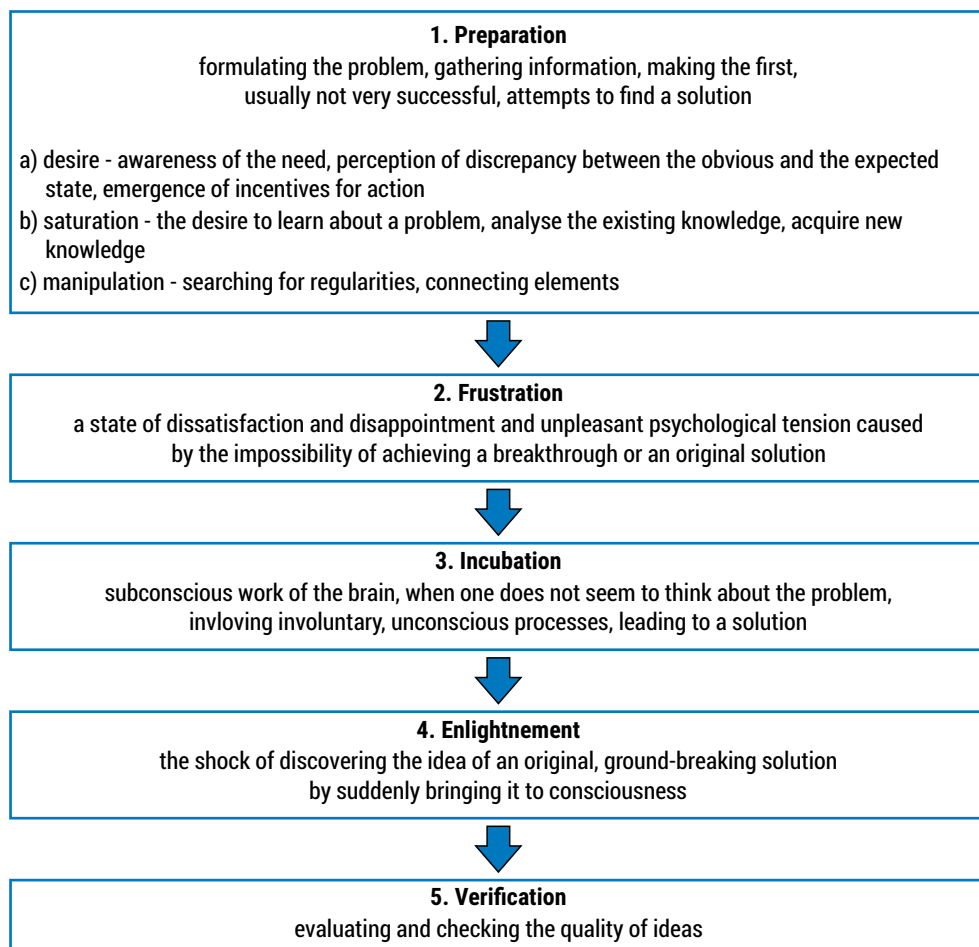 1. Preparation
formulating the problem, gathering information, making the first,
usually not very successful, attempts to find a solution
a) desire - awareness of the need, perception of discrepancy between the obvious and the expected
state, emergence of incentives for action
b) saturation - the desire to learn about a problem, analyse the existing knowledge, acquire new
knowledge
c) manipulation - searching for regularities, connecting elements
2. Frustration
a state of dissatisfaction and disappointment and unpleasant psychological tension caused
by the impossibility of achieving a breakthrough or an original solution
3. Incubation
subconscious work of the brain, when one does not seem to think about the problem,
invloving involuntary, unconscious processes, leading to a solution
4. Enlightnement
the shock of discovering the idea of an original, ground-breaking solution
by suddenly bringing it to consciousness
5. Verification
evaluating and checking the quality of ideas